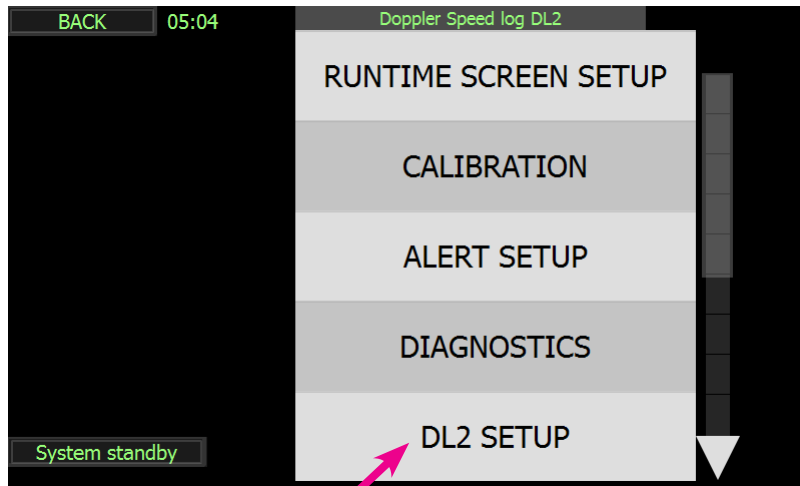 BACK 05:04 Doppler Speed log DL2
RUNTIME SCREEN SETUP
CALIBRATION
ALERT SETUP
DIAGNOSTICS
DL2 SETUP
System standby